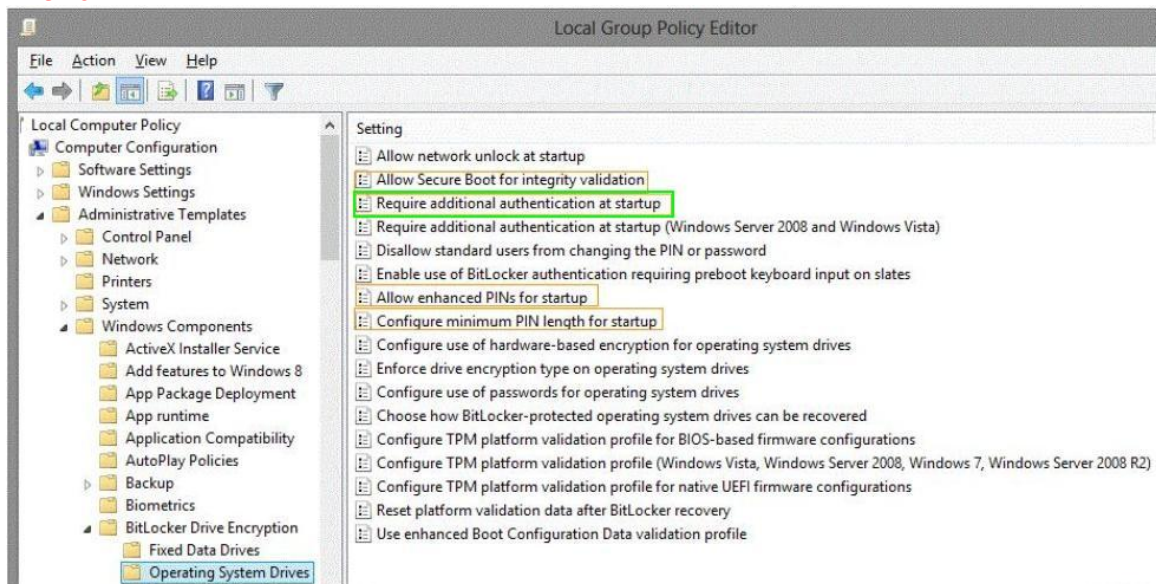 Local Group Policy Editor
File Action View Help
Local Computer Policy
Computer Configuration
Software Settings
Windows Settings
Administrative Templates
Control Panel
Network
Printers
System
Windows Components
ActiveX Installer Service
Add features to Windows 8
App Package Deployment
App runtime
Application Compatibility
AutoPlay Policies
Backup
Biometrics
BitLocker Drive Encryption
Fixed Data Drives
Operating System Drives
Setting
Allow network unlock at startup
Allow Secure Boot for integrity validation
Require additional authentication at startup
Require additional authentication at startup (Windows Server 2008 and Windows Vista)
Disallow standard users from changing the PIN or password
Enable use of BitLocker authentication requiring preboot keyboard input on slates
Allow enhanced PINs for startup
Configure minimum PIN length for startup
Configure use of hardware-based encryption for operating system drives
Enforce drive encryption type on operating system drives
Configure use of passwords for operating system drives
Choose how BitLocker-protected operating system drives can be recovered
Configure TPM platform validation profile for BIOS-based firmware configurations
Configure TPM platform validation profile (Windows Vista, Windows Server 2008, Windows 7, Windows Server 2008 R2)
Configure TPM platform validation profile for native UEFI firmware configurations
Reset platform validation data after BitLocker recovery
Use enhanced Boot Configuration Data validation profile